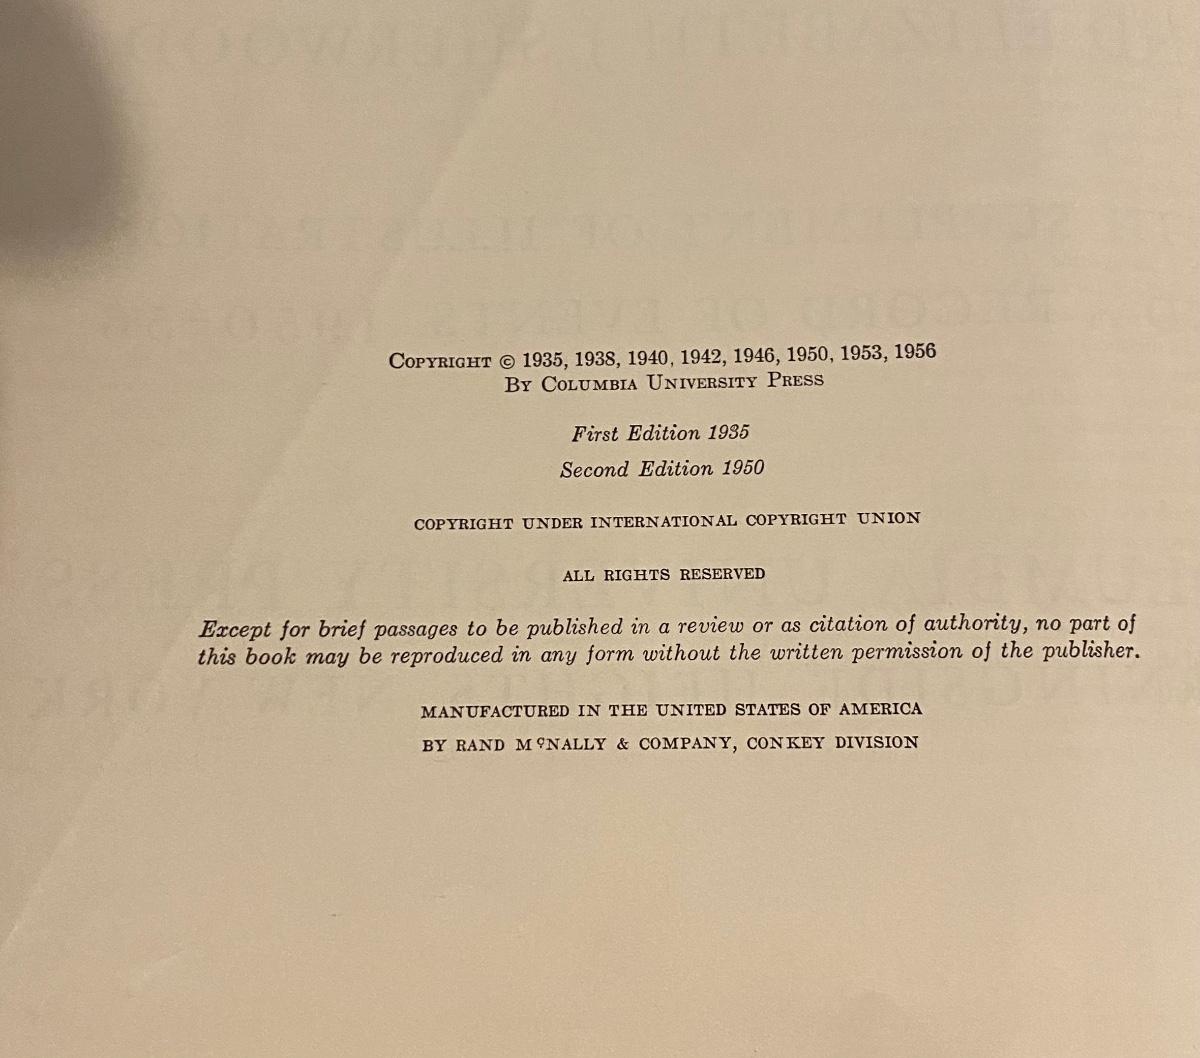 COPYRIGHT © 1935, 1938, 1940, 1942, 1946, 1950, 1953, 1956
BY COLUMBIA UNIVERSITY PRESS
First Edition 1935
Second Edition 1950
COPYRIGHT UNDER INTERNATIONAL COPYRIGHT UNION
ALL RIGHTS RESERVED
Except for brief passages to be published in a review or as citation of authority, no part of
this book may be reproduced in any form without the written permission of the publisher.
MANUFACTURED IN THE UNITED STATES OF AMERICA
BY RAND MᶜNALLY & COMPANY, CONKEY DIVISION